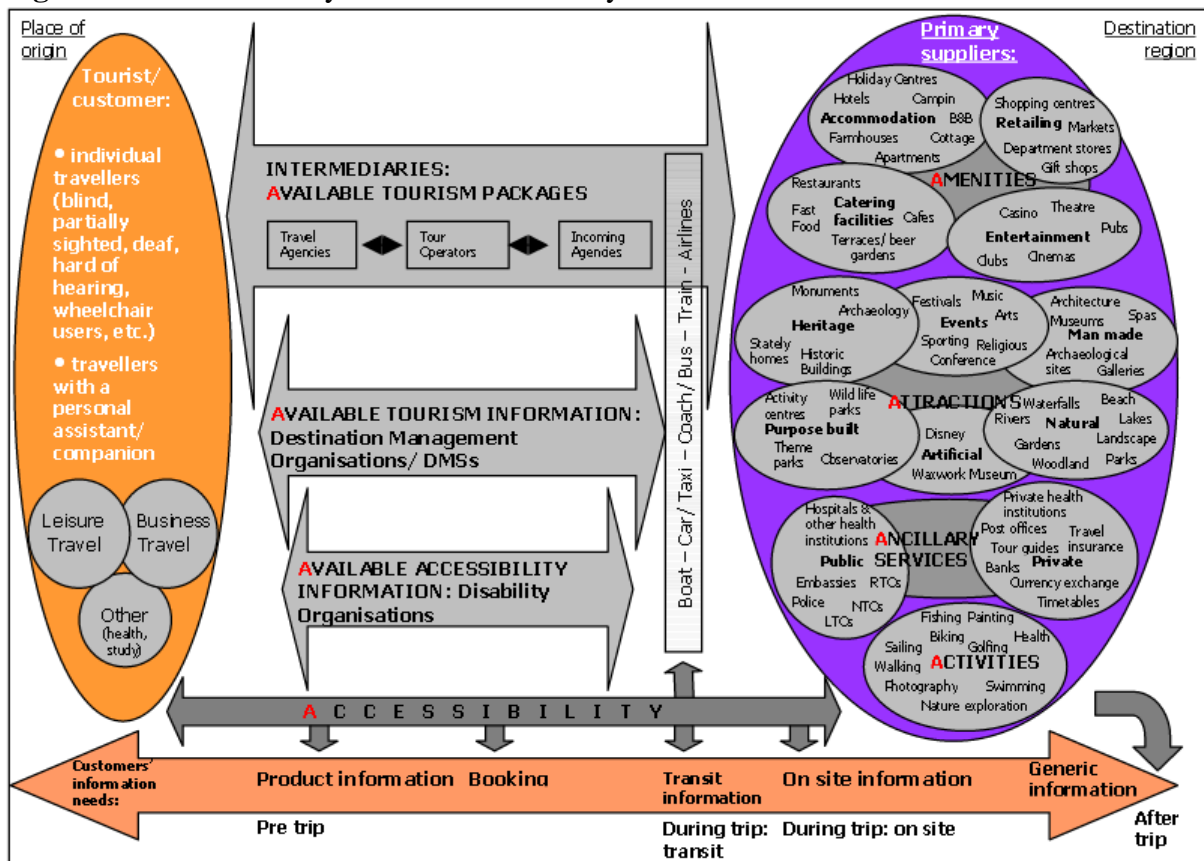 Place of
origin
Tourist/
customer:
• individual
travellers
(blind,
partially
sighted, deaf,
hard of
hearing,
wheelchair
users, etc.)
• travellers
with a
personal
assistant/
companion
Leisure
Travel
Business
Travel
Other
(health,
study)
INTERMEDIARIES:
AVAILABLE TOURISM PACKAGES
Travel
Agencies
Tour
Operators
Incoming
Agencies
AVAILABLE TOURISM INFORMATION:
Destination Management
Organisations/ DMSs
AVAILABLE ACCESSIBILITY
INFORMATION: Disability
Organisations
Boat – Car/ Taxi – Coach/ Bus – Train - Airlines
Primary
suppliers:
Destination
region
Holiday Centres
Hotels Campin
Accommodation B&B
Farmhouses Cottage
Apartments
Shopping centres
Retailing Markets
Department stores
Gift shops
AMENITIES
Restaurants
Fast
Food
Catering
facilities
Cafes
Terraces/ beer
gardens
Casino Theatre
Pubs
Entertainment
Clubs Cinemas
Monuments
Archaeology
Heritage
Stately
homes
Historic
Buildings
Festivals Music
Arts
Events
Sporting Religious
Conference
Architecture
Museums Spas
Man made
Archaeological
sites
Galleries
ATTRACTIONS
Activity
centres
Wild life
parks
Purpose built
Theme
parks
Observatories
Disney
Artificial
Waxwork Museum
Waterfalls Beach
Rivers Natural Lakes
Gardens Landscape
Woodland Parks
ANCILLARY
SERVICES
Hospitals &
other health
institutions
Public
Embassies RTCs
Police NTCs
LTCs
Private health
institutions
Post offices Travel
insurance
Tour guides Private
Banks
Currency exchange
Timetables
Fishing Painting
Biking Health
Sailing Golfing
Walking ACTIVITIES
Photography Swimming
Nature exploration
A C C E S S I B I L I T Y
Customers'
information
needs:
Product information
Booking
Transit
information
On site information
Generic
information
Pre trip
During trip:
transit
During trip: on site
After
trip